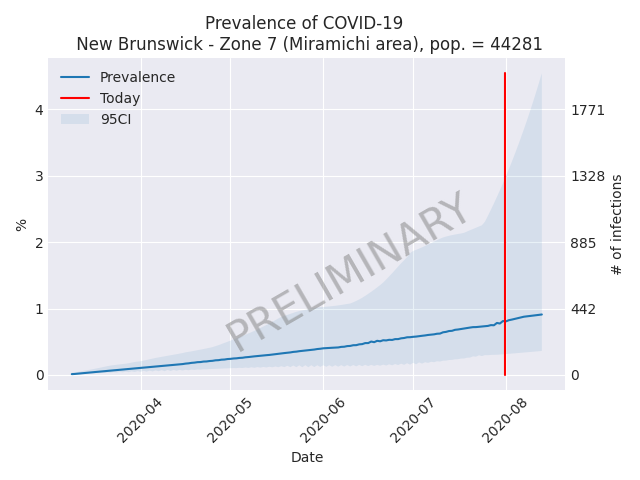 Prevalence of COVID-19
New Brunswick - Zone 7 (Miramichi area), pop. = 44281
Prevalence
Today
95CI
4
3
2
1
0
%
1771
1328
885
442
0
# of infections
PRELIMINARY
2020-04
2020-05
2020-06
2020-07
2020-08
Date